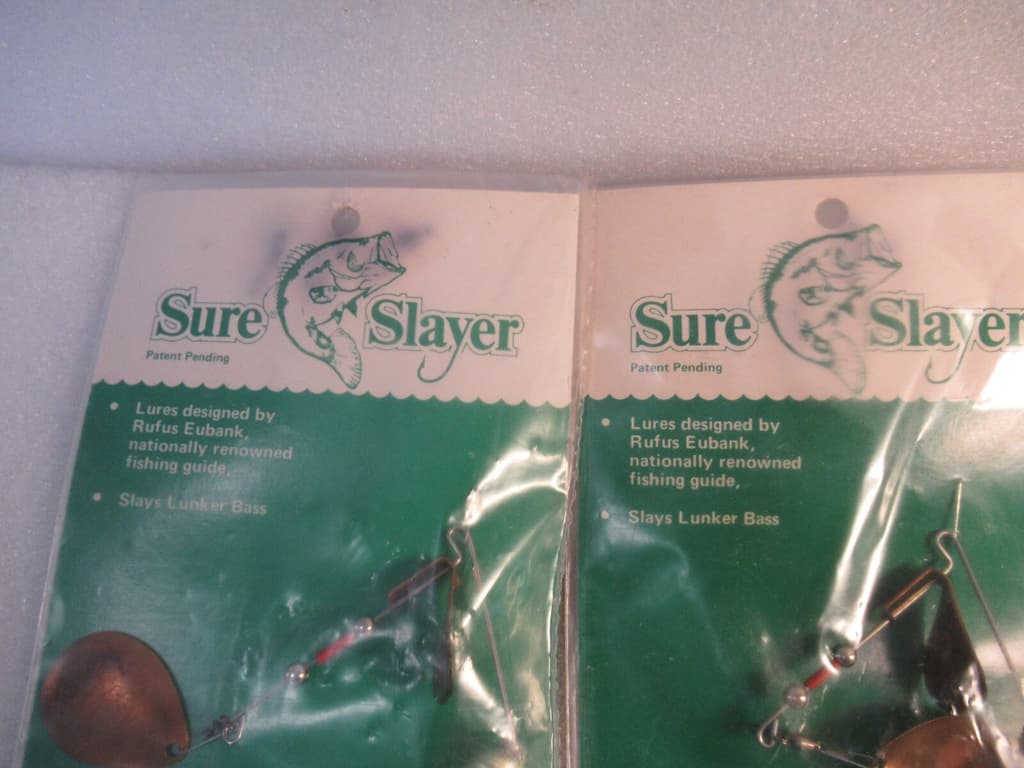 Sure Slayer
Patent Pending
• Lures designed by
Rufus Eubank,
nationally renowned
fishing guide,
• Slays Lunker Bass
Sure Slayer
Patent Pending
• Lures designed by
Rufus Eubank,
nationally renowned
fishing guide,
• Slays Lunker Bass